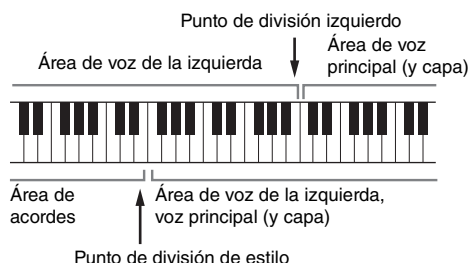 Punto de división izquierdo
Área de voz de la izquierda
Área de voz
principal (y capa)
Área de
acordes
Área de voz de la izquierda,
voz principal (y capa)
Punto de división de estilo